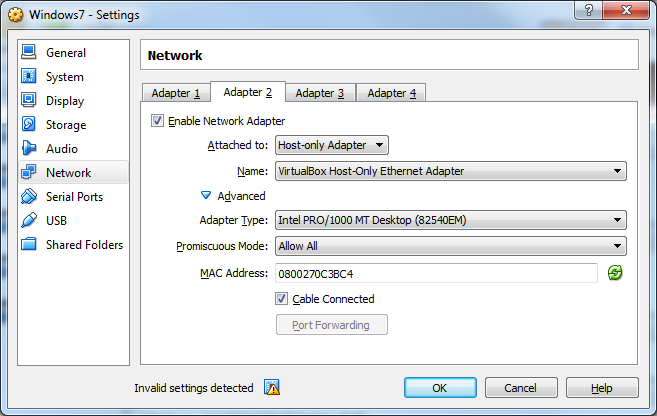 Windows7 - Settings
?
General
System
Display
Storage
Audio
Network
Serial Ports
USB
Shared Folders
Network
Adapter 1 Adapter 2 Adapter 3 Adapter 4
Enable Network Adapter
Attached to: Host-only Adapter
Name: VirtualBox Host-Only Ethernet Adapter
Advanced
Adapter Type: Intel PRO/1000 MT Desktop (82540EM)
Promiscuous Mode: Allow All
MAC Address: 0800270C3BC4
Cable Connected
Port Forwarding
Invalid settings detected
OK Cancel Help